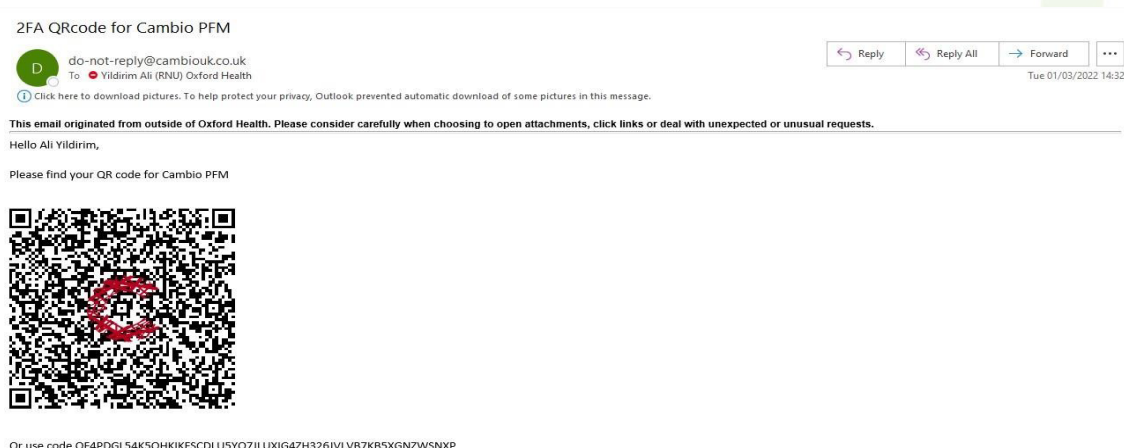 2FA QRcode for Cambio PFM
D
do-not-reply@cambiouk.co.uk
To Yildirim Ali (RNU) Oxford Health
Reply
Reply All
Forward
Tue 01/03/2022 14:32
Click here to download pictures. To help protect your privacy, Outlook prevented automatic download of some pictures in this message.
This email originated from outside of Oxford Health. Please consider carefully when choosing to open attachments, click links or deal with unexpected or unusual requests.
Hello Ali Yildirim,
Please find your QR code for Cambio PFM
Or use code